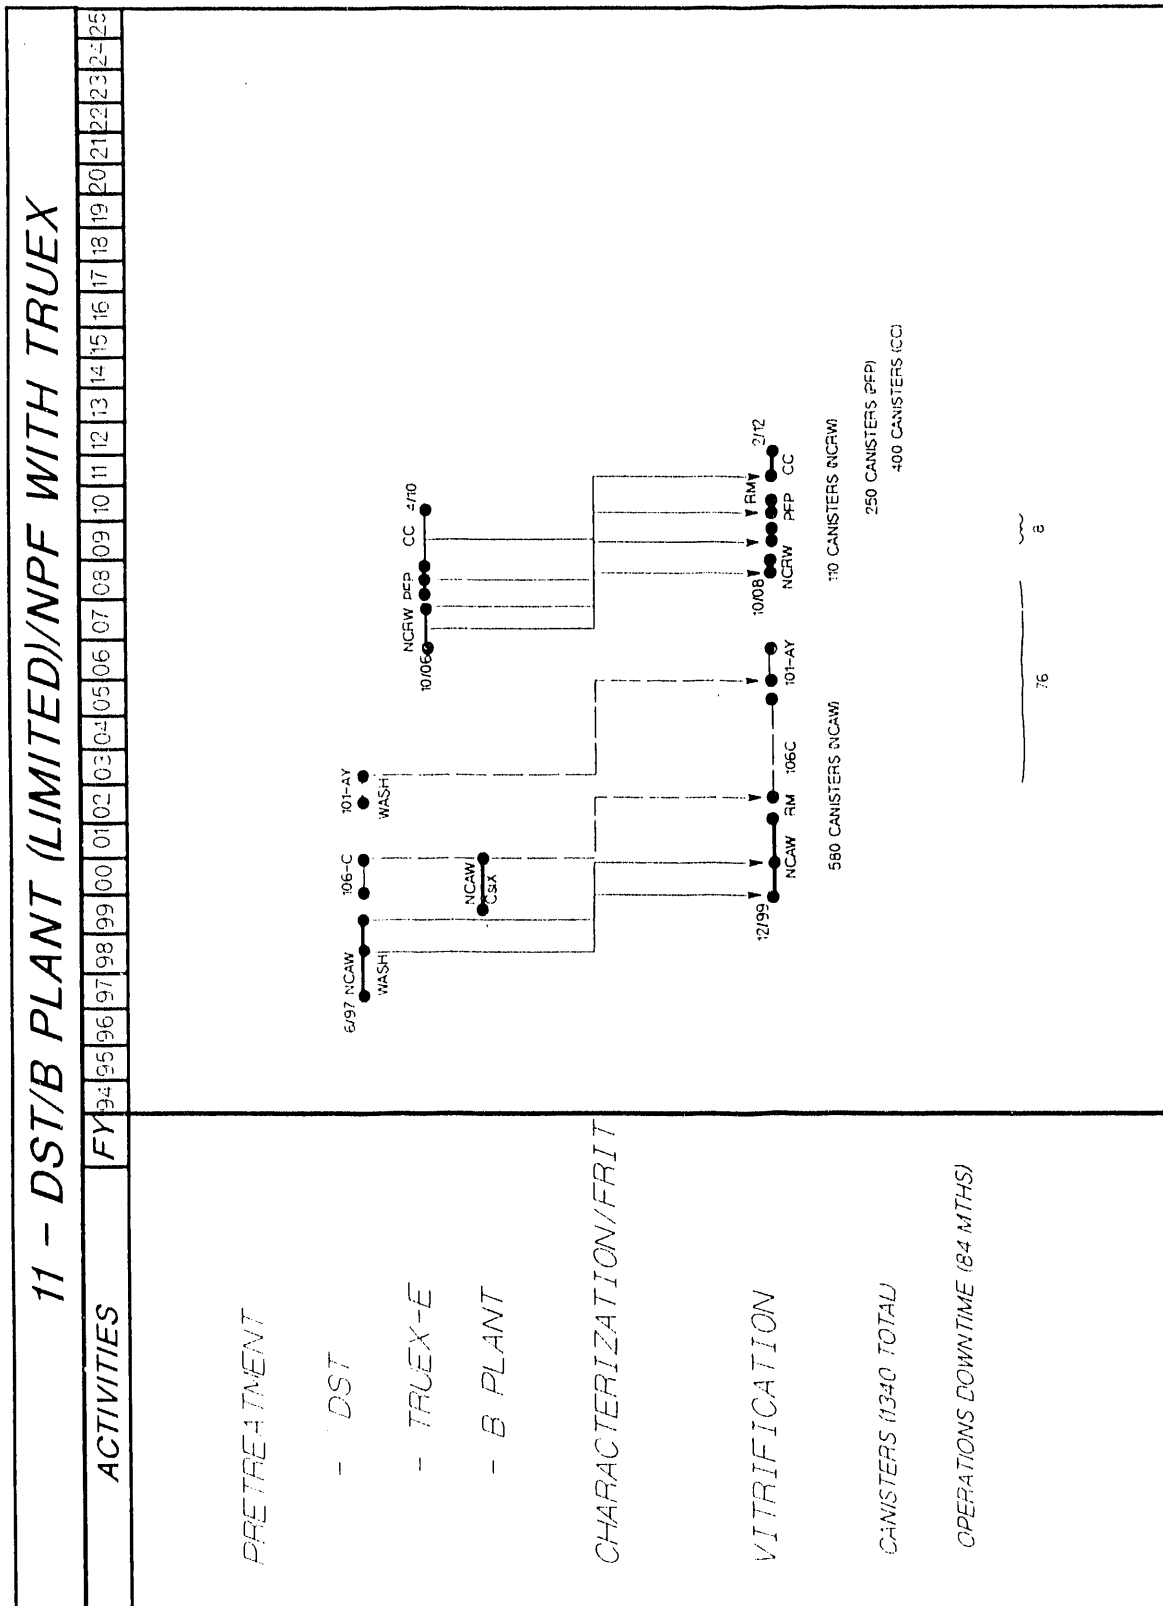 11 - DST/B PLANT (LIMITED)/NPF WITH TRUEX
ACTIVITIES FY 94 95 96 97 98 99 00 01 02 03 04 05 06 07 08 09 10 11 12 13 14 15 16 17 18 19 20 21 22 23 24 25
PRETREATMENT
- DST
6/97 NCAW 106-C 101-AY
WASH WASH
- TRUEX-E
NCRW PFP CC 4/10
10/06
- B PLANT
NCAW
CsIX
CHARACTERIZATION/FRIT
VITRIFICATION
12/99 10/08 RM 2/12
NCAW RM 106C 101-AY NCRW PFP CC
CANISTERS (1340 TOTAL)
580 CANISTERS (NCAW) 110 CANISTERS (NCRW)
250 CANISTERS (PFP)
400 CANISTERS (CC)
OPERATIONS DOWNTIME (84 MTHS)
76 8